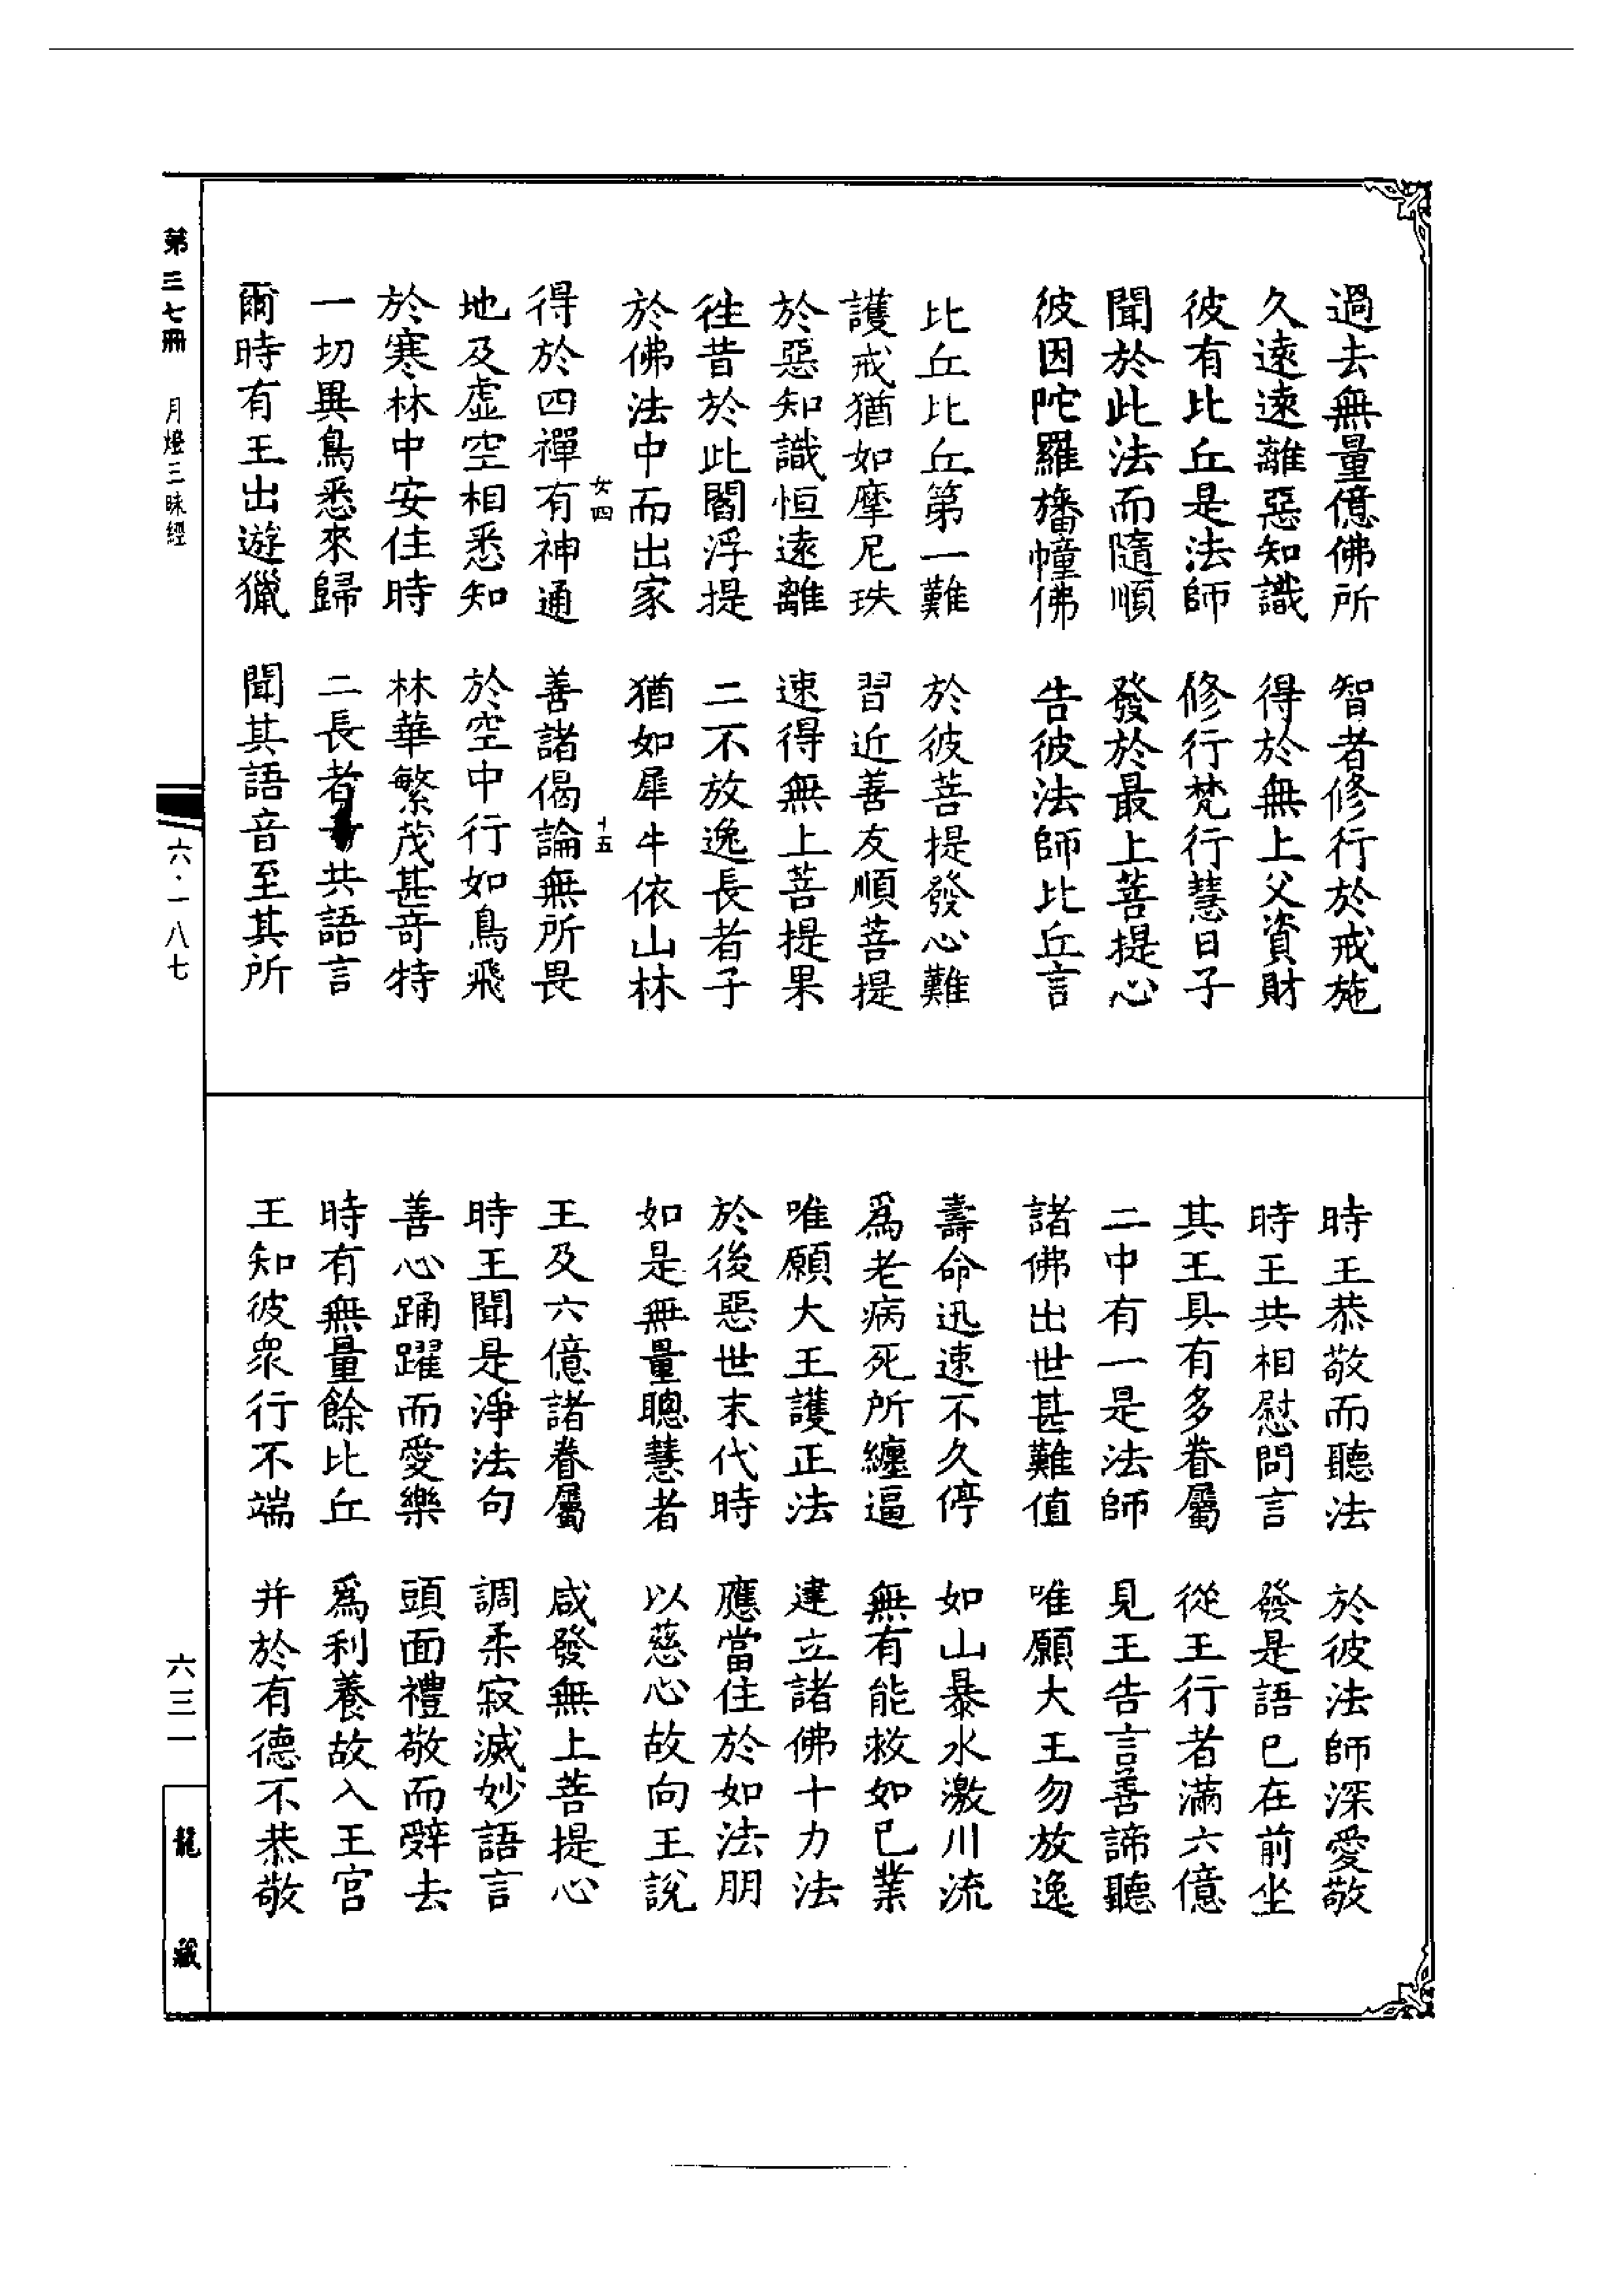 過去無量億佛所　智者修行於戒施
久遠遠離惡知識　得於無上父資財
彼有比丘是法師　修行梵行慧日子
聞於此法而隨順　發於最上菩提心
彼因陀羅旛幢佛　告彼法師比丘言
比丘比丘第一難　於彼菩提發心難
護戒猶如摩尼珠　習近善友順菩提
於惡知識恒遠離　速得無上菩提果
往昔於此閻浮提　二不放逸長者子
於佛法中而出家　猶如犀牛依山林
女四　十五
得於四禪有神通　善諸偈論無所畏
地及虛空相悉知　於空中行如鳥飛
於寒林中安住時　林華繁茂甚奇特
一切異鳥悉來歸　二長者子共語言
爾時有王出遊獵　聞其語音至其所
時王恭敬而聽法　於彼法師深愛敬
時王共相慰問言　發是語已在前坐
其王具有多眷屬　從王行者滿六億
二中有一是法師　見王告言善諦聽
諸佛出世甚難值　唯願大王勿放逸
壽命迅速不久停　如山暴水激川流
爲老病死所纏逼　無有能救如已業
唯願大王護正法　建立諸佛十力法
於後惡世末代時　應當住於如法朋
如是無量聰慧者　以慈心故向王說
王及六億諸眷屬　咸發無上菩提心
時王聞是淨法句　調柔寂滅妙語言
善心踊躍而愛樂　頭面禮敬而辤去
時有無量餘比丘　爲利養故入王宮
王知彼眾行不端　并於有德不恭敬
第三七冊　月燈三昧經
六·一八七
六三一
龍藏